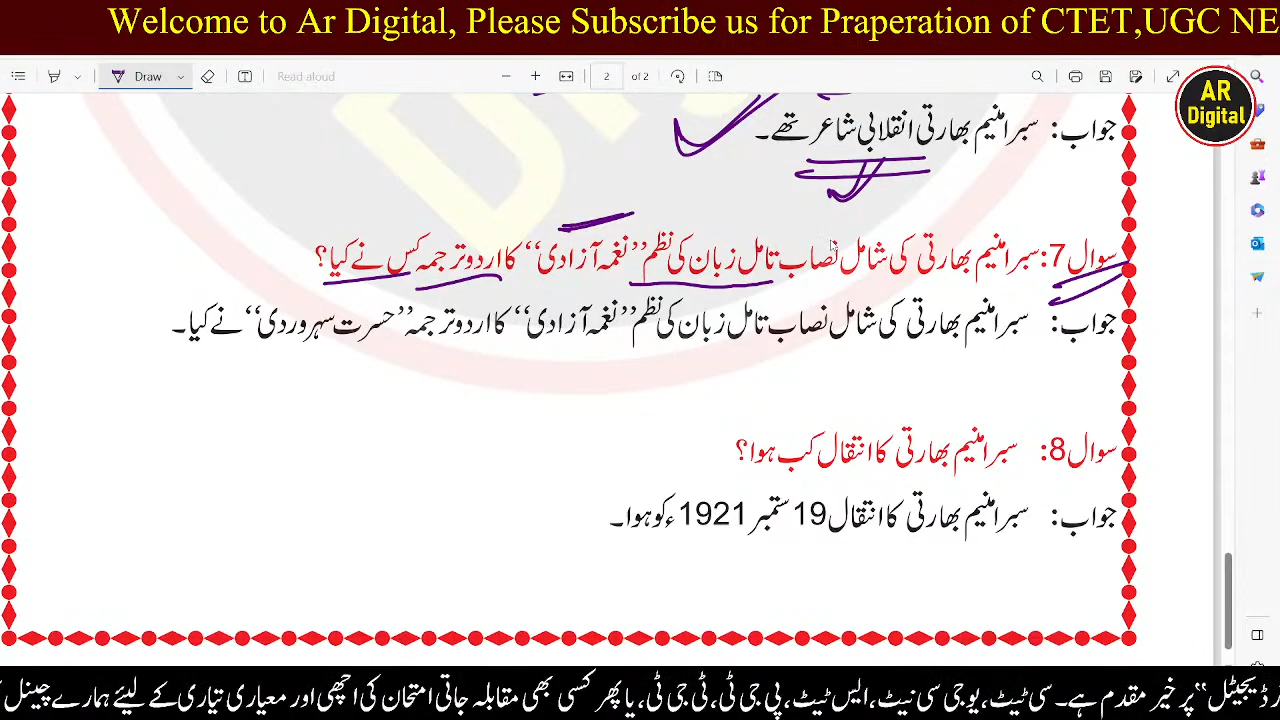 Welcome to Ar Digital, Please Subscribe us for Praperation of CTET,UGC NE
Draw
Read aloud
2 of 2
AR
Digital
جواب: سبرامنیم بھارتی انقلابی شاعر تھے۔
سوال7:سبرامنیم بھارتی کی شامل نصاب تامل زبان کی نظم ’’نغمہ آزادی‘‘ کا اردو ترجمہ کس نے کیا؟
جواب: سبرامنیم بھارتی کی شامل نصاب تامل زبان کی نظم ’’نغمہ آزادی‘‘ کا اردو ترجمہ ’’حسرت سہروردی‘‘ نے کیا۔
سوال8: سبرامنیم بھارتی کا انتقال کب ہوا؟
جواب: سبرامنیم بھارتی کا انتقال 19 ستمبر 1921ء کو ہوا۔
ڈیجیٹل‘‘ پر خیر مقدم ہے۔ سی ٹیٹ، یو جی سی نیٹ، ایس ٹیٹ، پی جی ٹی، ٹی جی ٹی، یا پھر کسی بھی مقابلہ جاتی امتحان کی اچھی اور معیاری تیاری کے لیئے ہمارے چینل